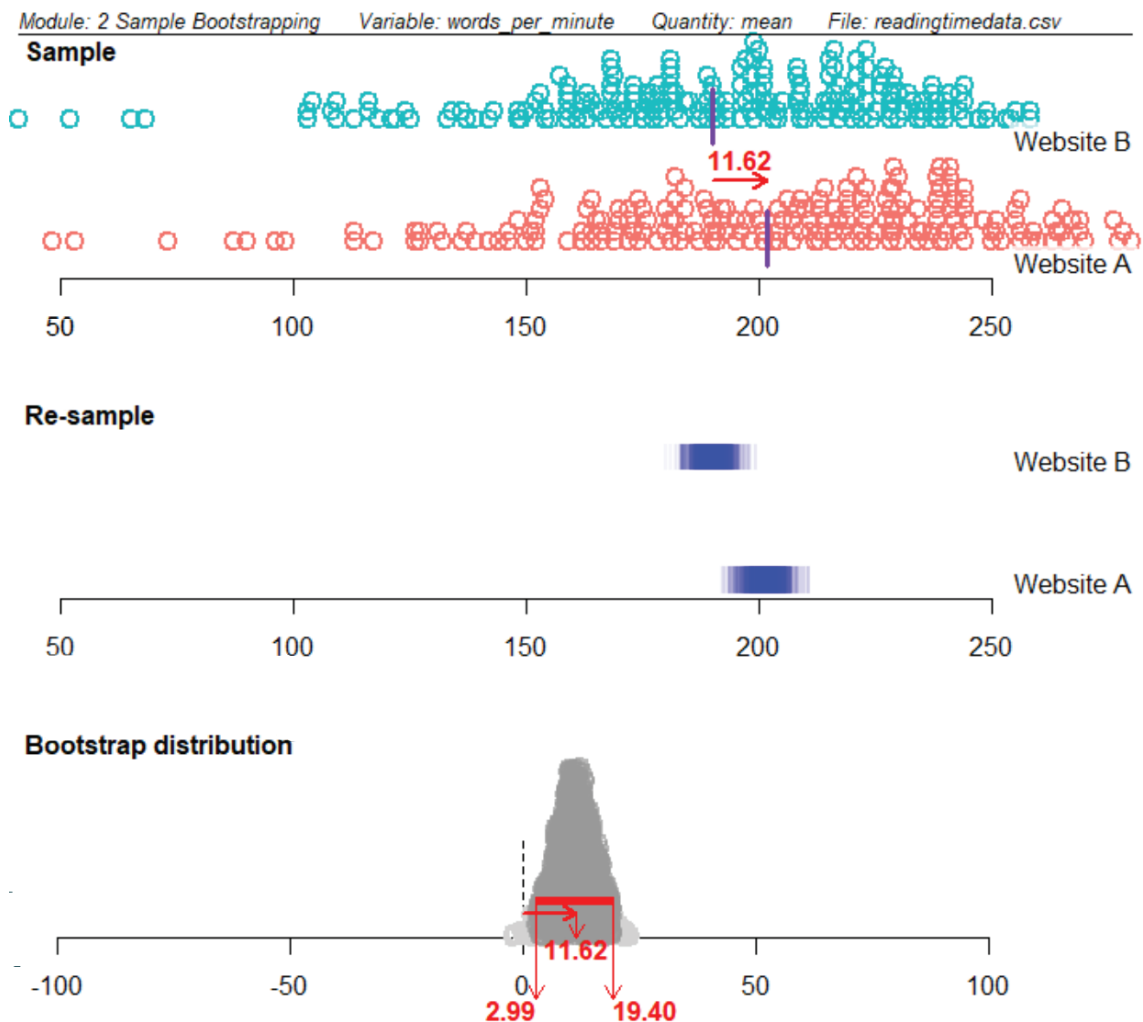 Module: 2 Sample Bootstrapping Variable: words_per_minute Quantity: mean File: readingtimedata.csv
Sample
Website B
11.62
Website A
50 100 150 200 250
Re-sample
Website B
Website A
50 100 150 200 250
Bootstrap distribution
11.62
-100 -50 0 50 100
2.99 19.40